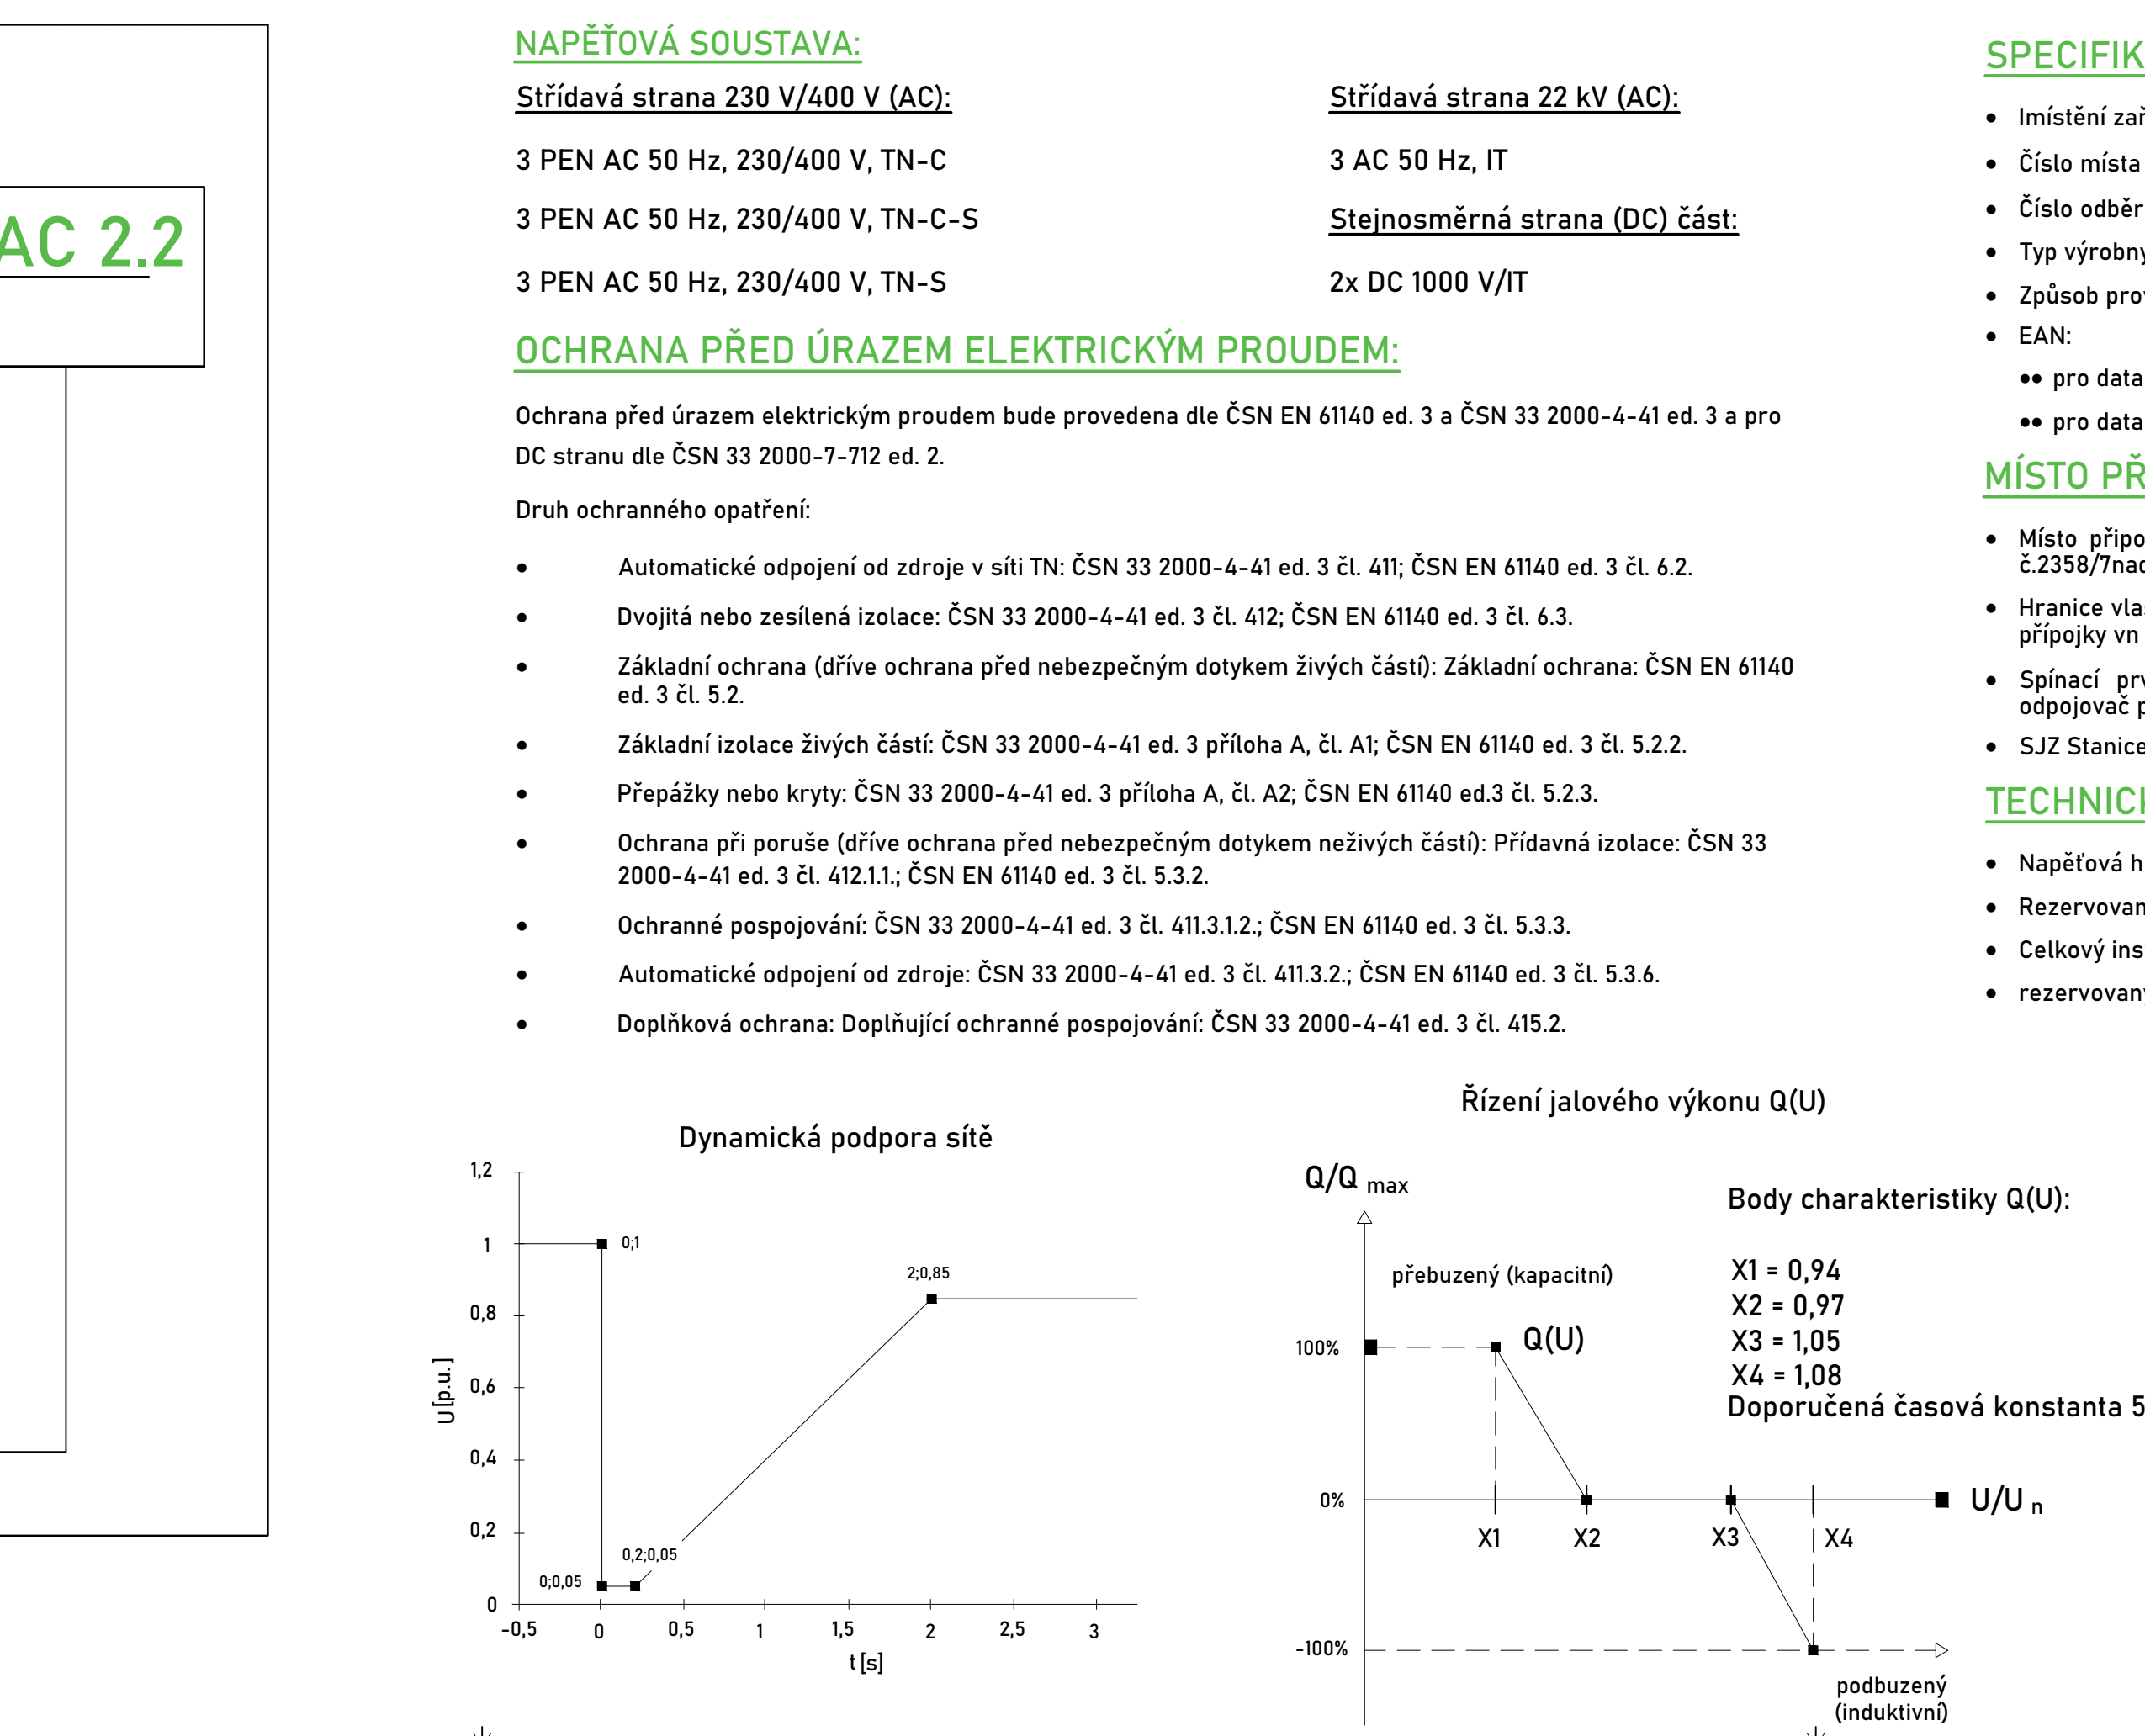 AC 2.2
NAPĚŤOVÁ SOUSTAVA:
Střídavá strana 230 V/400 V (AC):
3 PEN AC 50 Hz, 230/400 V, TN-C
3 PEN AC 50 Hz, 230/400 V, TN-C-S
3 PEN AC 50 Hz, 230/400 V, TN-S
Střídavá strana 22 kV (AC):
3 AC 50 Hz, IT
Stejnosměrná strana (DC) část:
2x DC 1000 V/IT
OCHRANA PŘED ÚRAZEM ELEKTRICKÝM PROUDEM:
Ochrana před úrazem elektrickým proudem bude provedena dle ČSN EN 61140 ed. 3 a ČSN 33 2000-4-41 ed. 3 a pro
DC stranu dle ČSN 33 2000-7-712 ed. 2.
Druh ochranného opatření:
• Automatické odpojení od zdroje v síti TN: ČSN 33 2000-4-41 ed. 3 čl. 411; ČSN EN 61140 ed. 3 čl. 6.2.
• Dvojitá nebo zesílená izolace: ČSN 33 2000-4-41 ed. 3 čl. 412; ČSN EN 61140 ed. 3 čl. 6.3.
• Základní ochrana (dříve ochrana před nebezpečným dotykem živých částí): Základní ochrana: ČSN EN 61140
ed. 3 čl. 5.2.
• Základní izolace živých částí: ČSN 33 2000-4-41 ed. 3 příloha A, čl. A1; ČSN EN 61140 ed. 3 čl. 5.2.2.
• Přepážky nebo kryty: ČSN 33 2000-4-41 ed. 3 příloha A, čl. A2; ČSN EN 61140 ed.3 čl. 5.2.3.
• Ochrana při poruše (dříve ochrana před nebezpečným dotykem neživých částí): Přídavná izolace: ČSN 33
2000-4-41 ed. 3 čl. 412.1.1.; ČSN EN 61140 ed. 3 čl. 5.3.2.
• Ochranné pospojování: ČSN 33 2000-4-41 ed. 3 čl. 411.3.1.2.; ČSN EN 61140 ed. 3 čl. 5.3.3.
• Automatické odpojení od zdroje: ČSN 33 2000-4-41 ed. 3 čl. 411.3.2.; ČSN EN 61140 ed. 3 čl. 5.3.6.
• Doplňková ochrana: Doplňující ochranné pospojování: ČSN 33 2000-4-41 ed. 3 čl. 415.2.
SPECIFIK
• Imístění zař
• Číslo místa
• Číslo odběr
• Typ výrobny
• Způsob prov
• EAN:
•• pro data
•• pro data
MÍSTO PŘ
• Místo připo
č.2358/7nad
• Hranice vlas
přípojky vn
• Spínací prv
odpojovač p
• SJZ Stanice
TECHNICK
• Napěťová h
• Rezervovan
• Celkový ins
• rezervovaný
Dynamická podpora sítě
1,2
1
0,8
0,6
0,4
0,2
0
U [p.u.]
0;1
2;0,85
0,2;0,05
0;0,05
-0,5 0 0,5 1 1,5 2 2,5 3
t [s]
Řízení jalového výkonu Q(U)
Q/Q max
přebuzený (kapacitní)
100%
Q(U)
0%
X1 X2 X3 X4
U/U n
-100%
podbuzený
(induktivní)
Body charakteristiky Q(U):
X1 = 0,94
X2 = 0,97
X3 = 1,05
X4 = 1,08
Doporučená časová konstanta 5